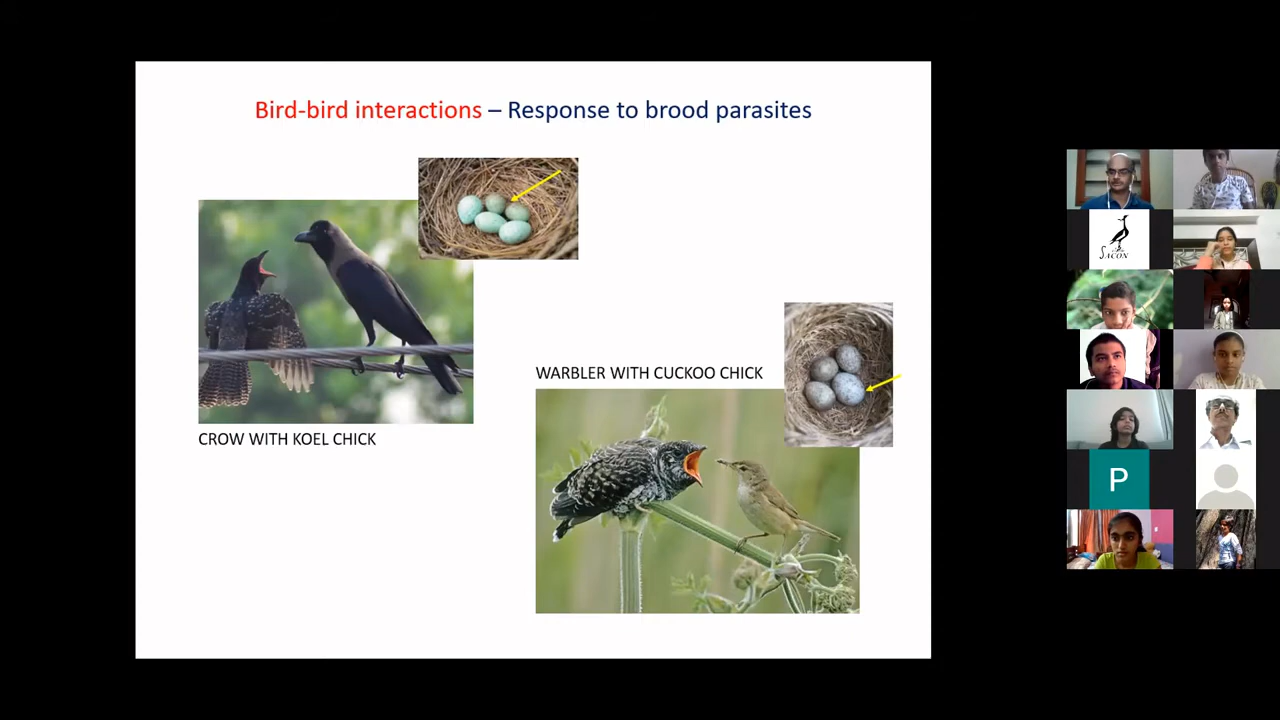 Bird-bird interactions – Response to brood parasites
WARBLER WITH CUCKOO CHICK
CROW WITH KOEL CHICK
SACON
P